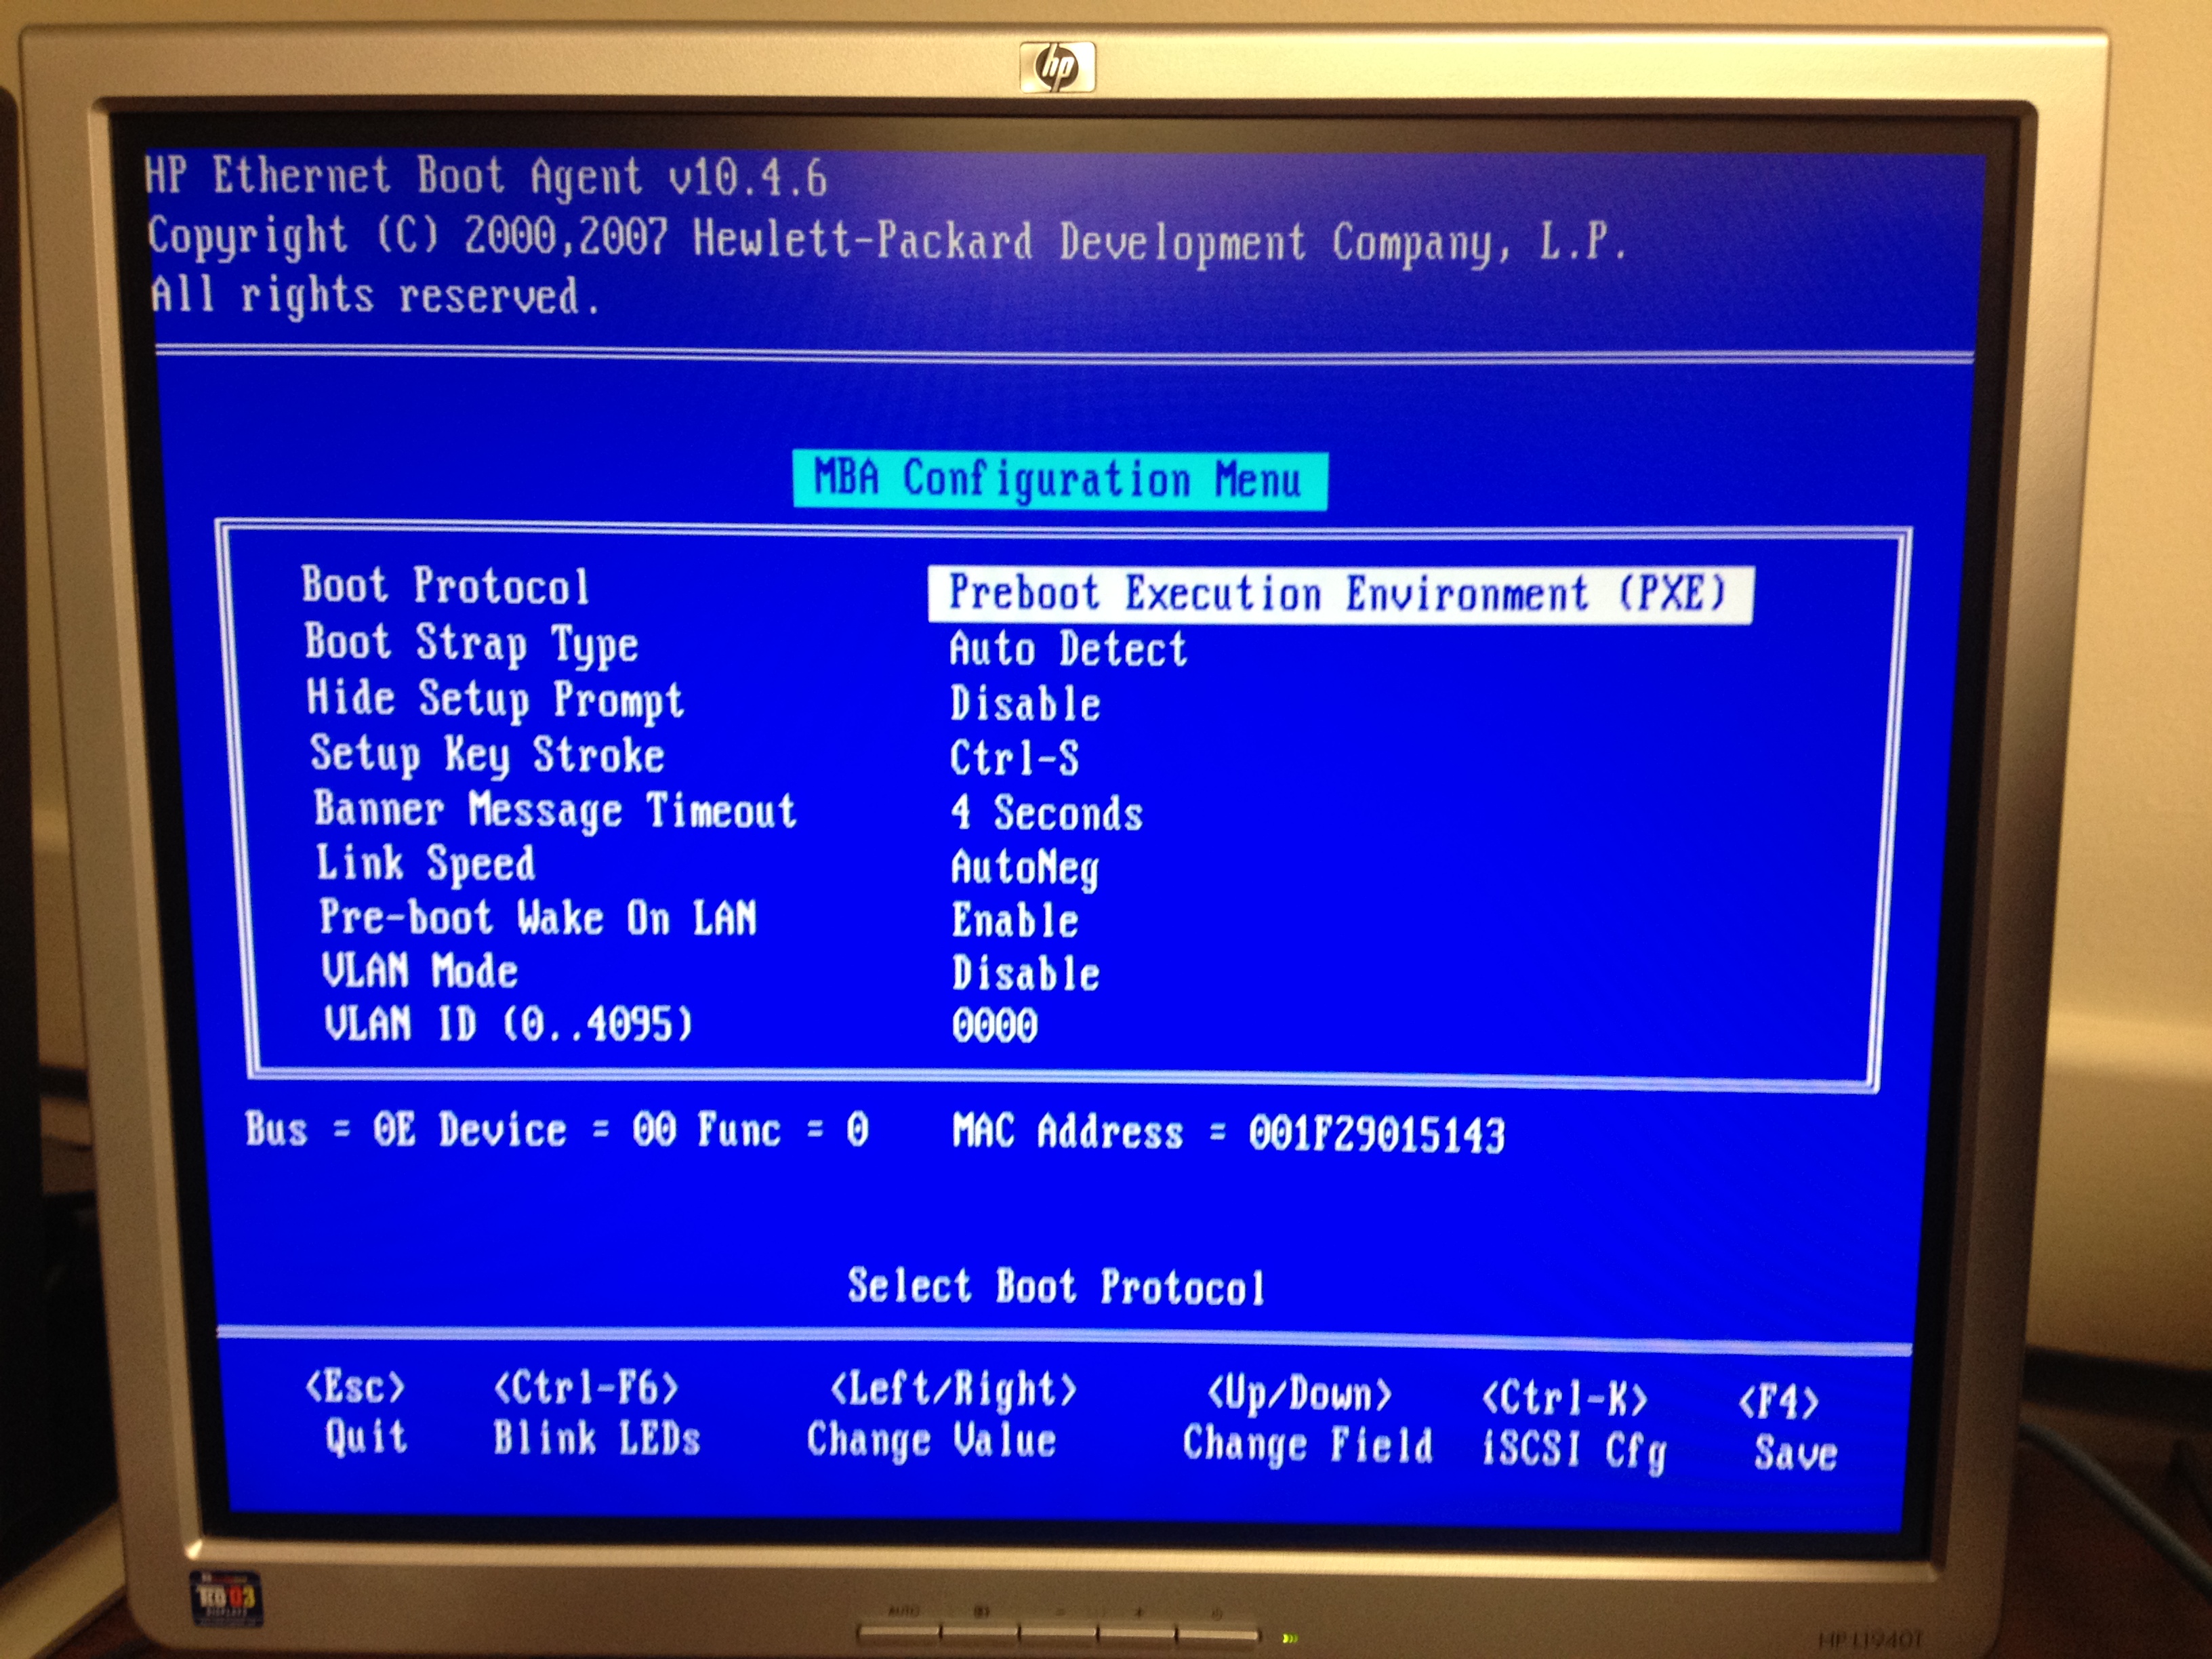 hp
HP Ethernet Boot Agent v10.4.6
Copyright (C) 2000,2007 Hewlett-Packard Development Company, L.P.
All rights reserved.
MBA Configuration Menu
Boot Protocol Preboot Execution Environment (PXE)
Boot Strap Type Auto Detect
Hide Setup Prompt Disable
Setup Key Stroke Ctrl-S
Banner Message Timeout 4 Seconds
Link Speed AutoNeg
Pre-boot Wake On LAN Enable
VLAN Mode Disable
VLAN ID (0..4095) 0000
Bus = 0E Device = 00 Func = 0 MAC Address = 001F29015143
Select Boot Protocol
<Esc> <Ctrl-F6> <Left/Right> <Up/Down> <Ctrl-K> <F4>
Quit Blink LEDs Change Value Change Field iSCSI Cfg Save
TCO 03
DISPLAYS
AUTO
HP L1940T